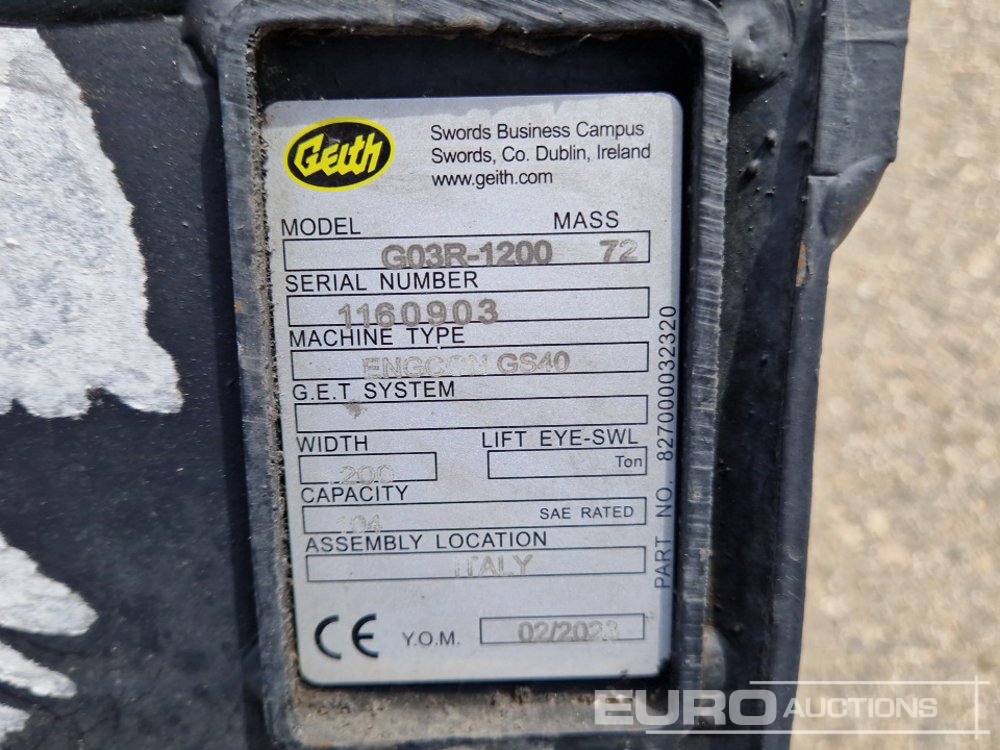 Geith
Swords Business Campus
Swords, Co. Dublin, Ireland
www.geith.com
MODEL MASS
G03R-1200 72
SERIAL NUMBER
1160903
MACHINE TYPE
ENGCON GS40
G.E.T SYSTEM
WIDTH LIFT EYE-SWL
Ton
CAPACITY
.104 SAE RATED
ASSEMBLY LOCATION
ITALY
CE Y.O.M. 02/2023
PART NO. 8270000032320
EURO AUCTIONS